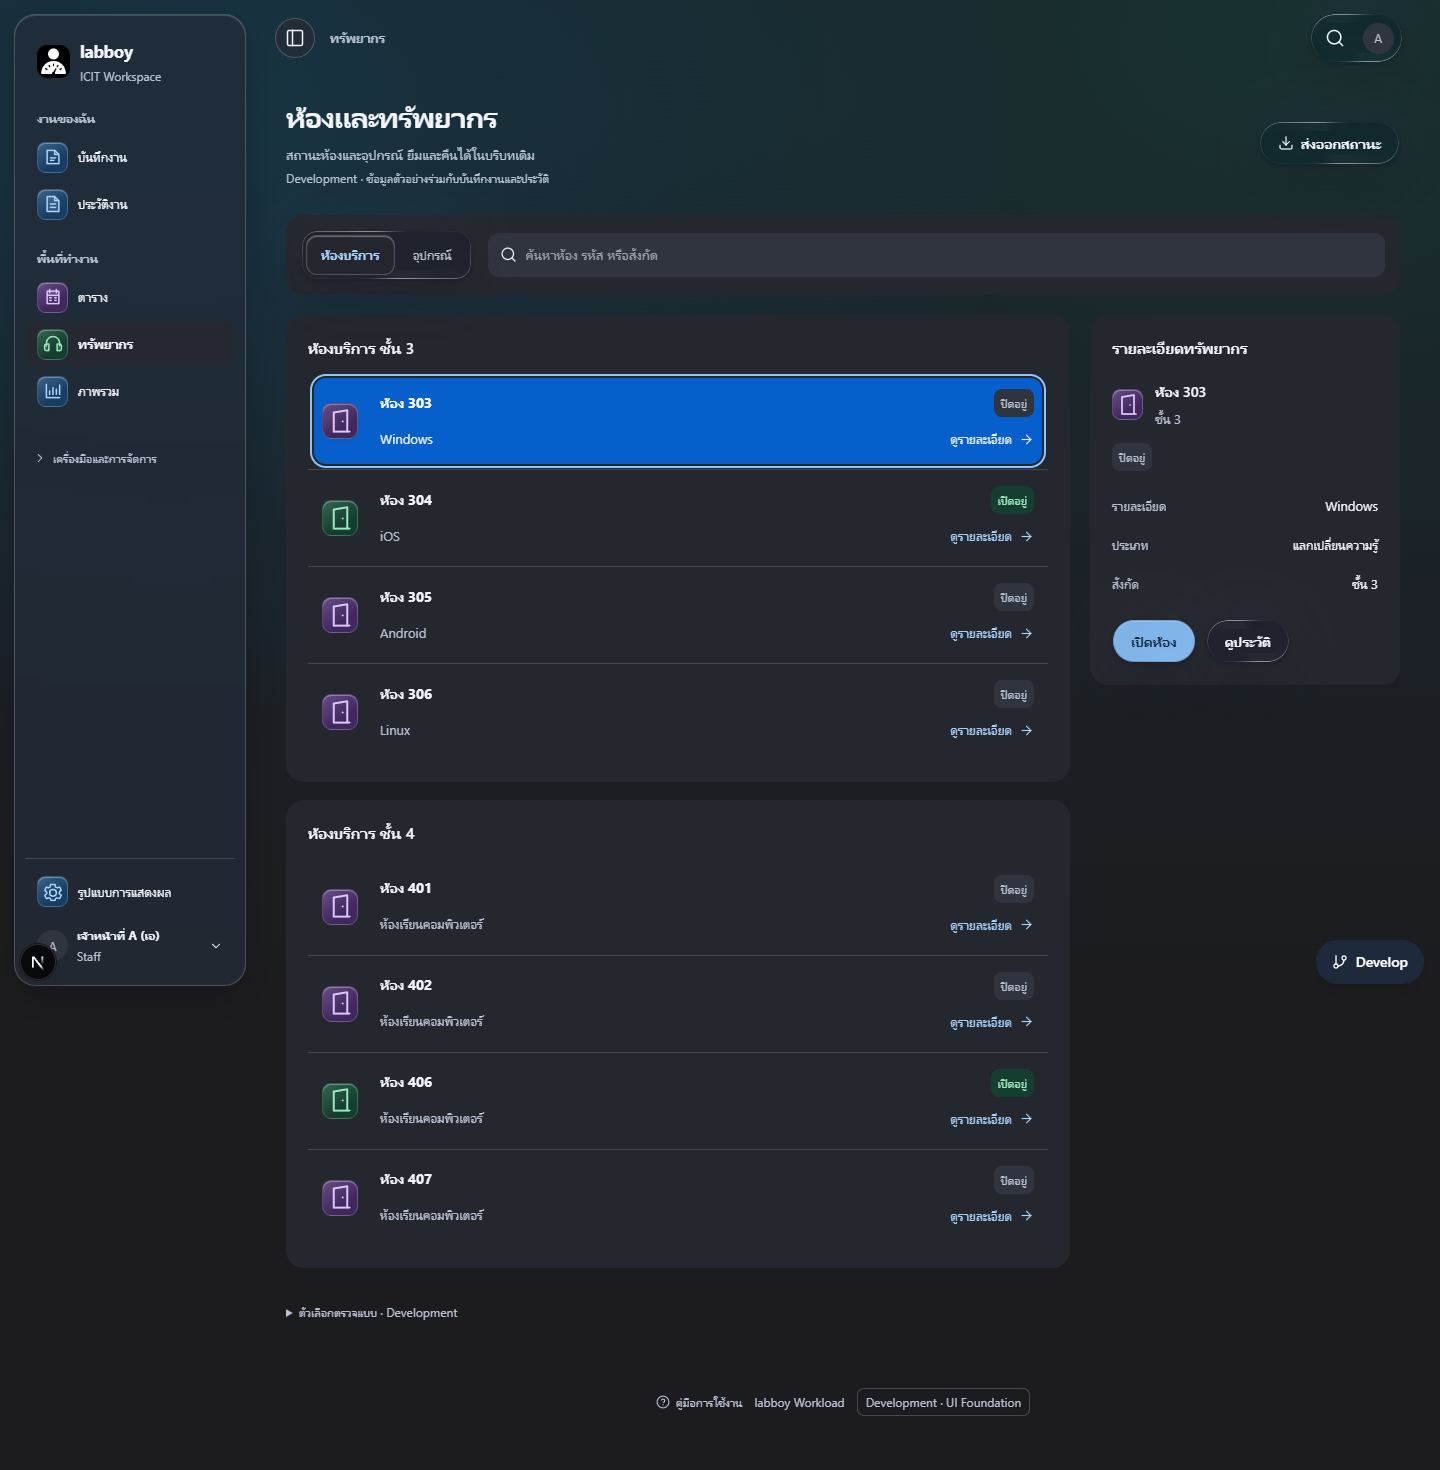 labboy
ICIT Workspace
งานของฉัน
บันทึกงาน
ประวัติงาน
พื้นที่ทำงาน
ตาราง
ทรัพยากร
ภาพรวม
เครื่องมือและการจัดการ
รูปแบบการแสดงผล
A
เจ้าหน้าที่ A (เอ)
Staff
N
ทรัพยากร
A
ห้องและทรัพยากร
สถานะห้องและอุปกรณ์ ยืมและคืนได้ในบริบทเดิม
Development · ข้อมูลตัวอย่างร่วมกับบันทึกงานและประวัติ
ส่งออกสถานะ
ห้องบริการ
อุปกรณ์
ค้นหาห้อง รหัส หรือสังกัด
ห้องบริการ ชั้น 3
ห้อง 303
ปิดอยู่
Windows
ดูรายละเอียด
ห้อง 304
เปิดอยู่
iOS
ดูรายละเอียด
ห้อง 305
ปิดอยู่
Android
ดูรายละเอียด
ห้อง 306
ปิดอยู่
Linux
ดูรายละเอียด
ห้องบริการ ชั้น 4
ห้อง 401
ปิดอยู่
ห้องเรียนคอมพิวเตอร์
ดูรายละเอียด
ห้อง 402
ปิดอยู่
ห้องเรียนคอมพิวเตอร์
ดูรายละเอียด
ห้อง 406
เปิดอยู่
ห้องเรียนคอมพิวเตอร์
ดูรายละเอียด
ห้อง 407
ปิดอยู่
ห้องเรียนคอมพิวเตอร์
ดูรายละเอียด
รายละเอียดทรัพยากร
ห้อง 303
ชั้น 3
ปิดอยู่
รายละเอียด Windows
ประเภท แลกเปลี่ยนความรู้
สังกัด ชั้น 3
เปิดห้อง
ดูประวัติ
Develop
ตัวเลือกตรวจแบบ · Development
คู่มือการใช้งาน
labboy Workload
Development · UI Foundation